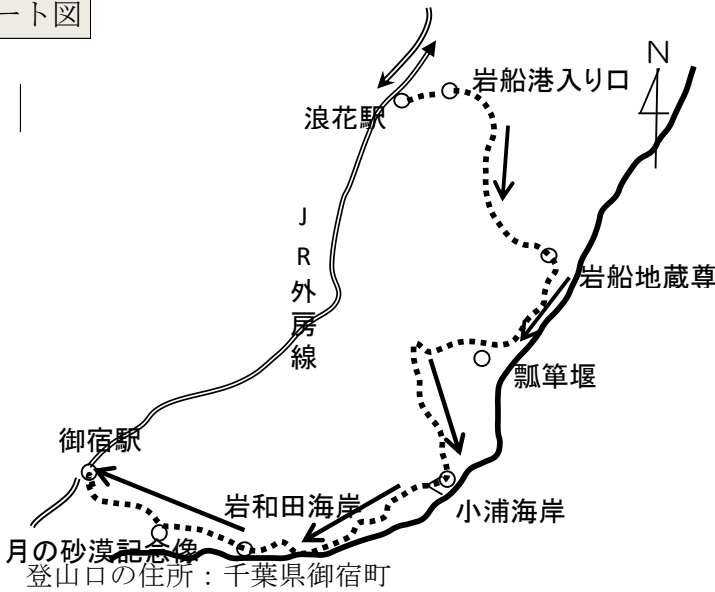 ート図
N
岩船港入り口
浪花駅
JR外房線
岩船地蔵尊
瓢箪堰
御宿駅
岩和田海岸
小浦海岸
月の砂漠記念像
登山口の住所：千葉県御宿町